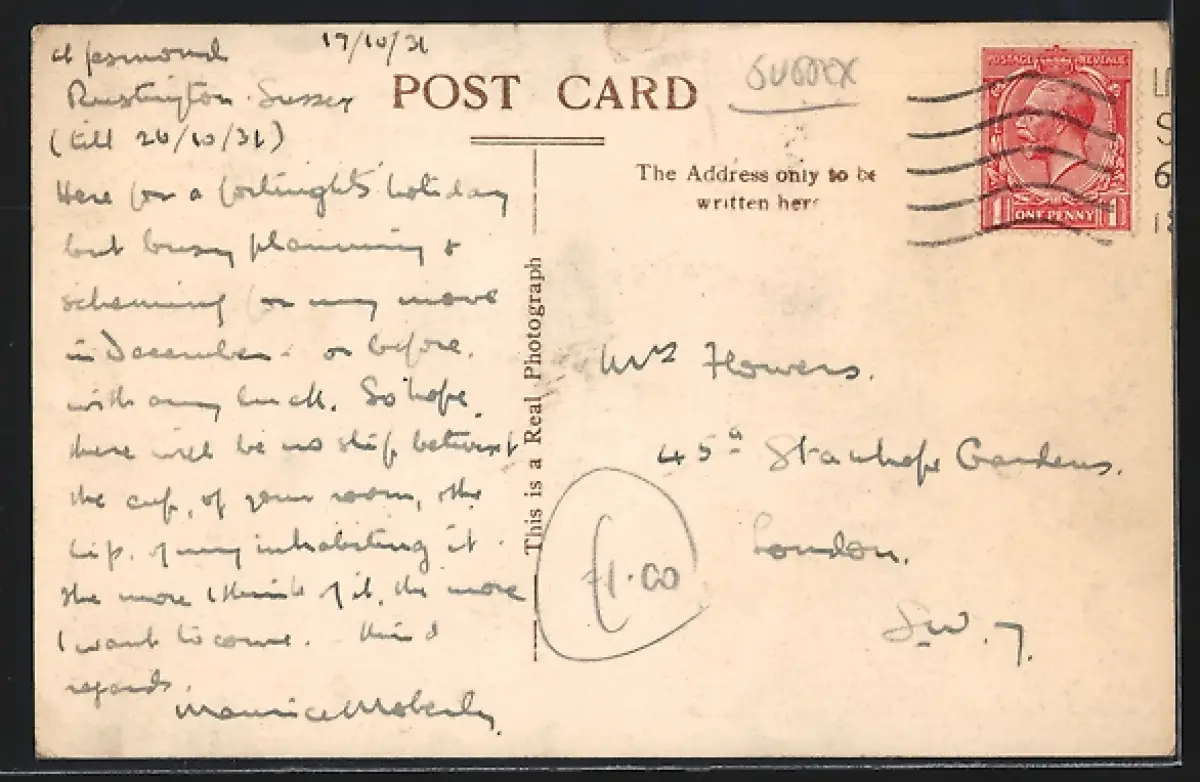 17/10/31
Rustington. Sussex
(till 26/10/31)
Here for a fortnight's holiday
but busy planning &
scheming for my move
in December - or before,
with any luck. So hope
there will be no slip betwixt
the cup, of your room, the
lip, of my inhabiting it.
The more I think of it, the more
I want to come. Kind
regards.
Maurice Moberly.
POST CARD
SUSSEX
The Address only to be
written here
This is a Real Photograph
POSTAGE REVENUE
1 ONE PENNY 1
Mrs Flowers.
45a Stanhope Gardens.
London.
S.W.7.
£1.00